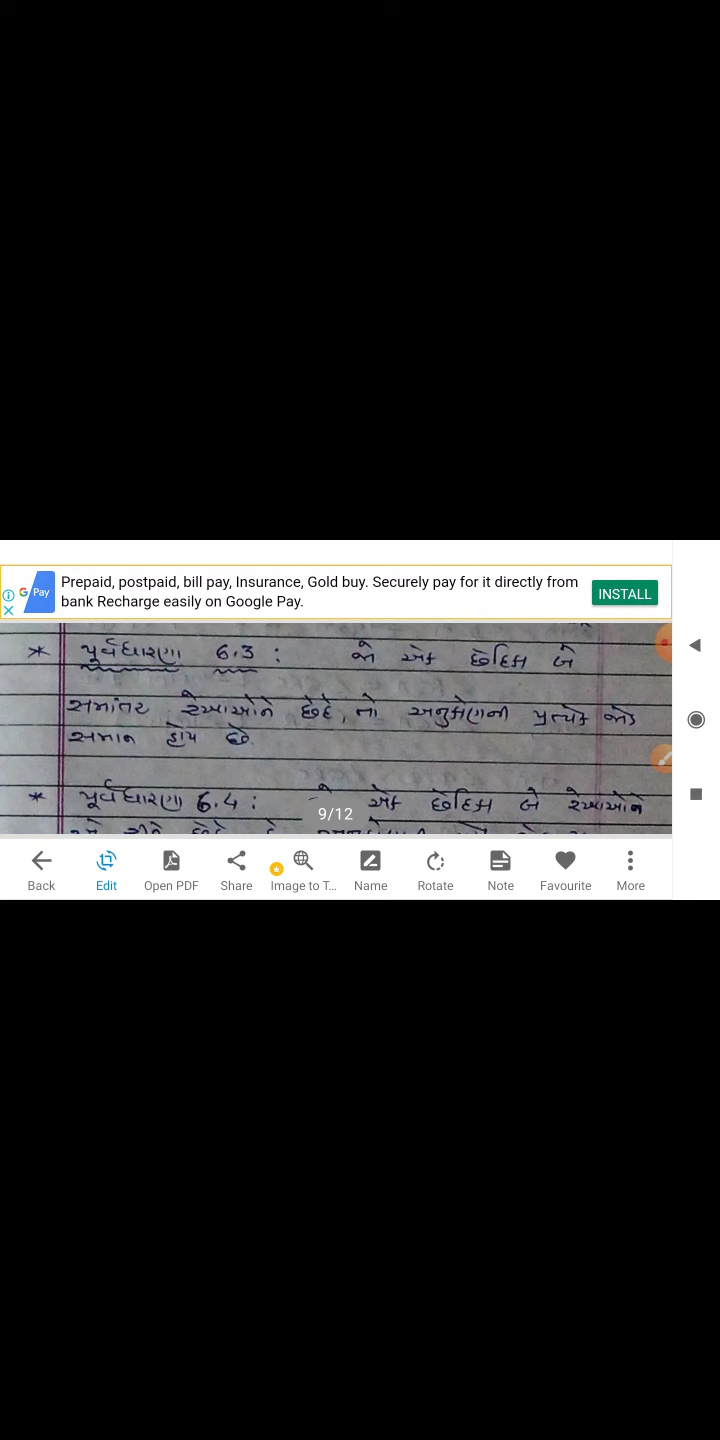 Prepaid, postpaid, bill pay, Insurance, Gold buy. Securely pay for it directly from
bank Recharge easily on Google Pay.
G Pay
INSTALL
* પૂર્વધારણા 6.3 : જો એક છેદિકા બે
સમાંતર રેખાઓને છેદે, તો અનુકોણની પ્રત્યેક જોડ
સમાન હોય છે.
* પૂર્વધારણા 6.4 : જો એક છેદિકા બે રેખાઓને
9/12
Back
Edit
Open PDF
Share
Image to T...
Name
Rotate
Note
Favourite
More